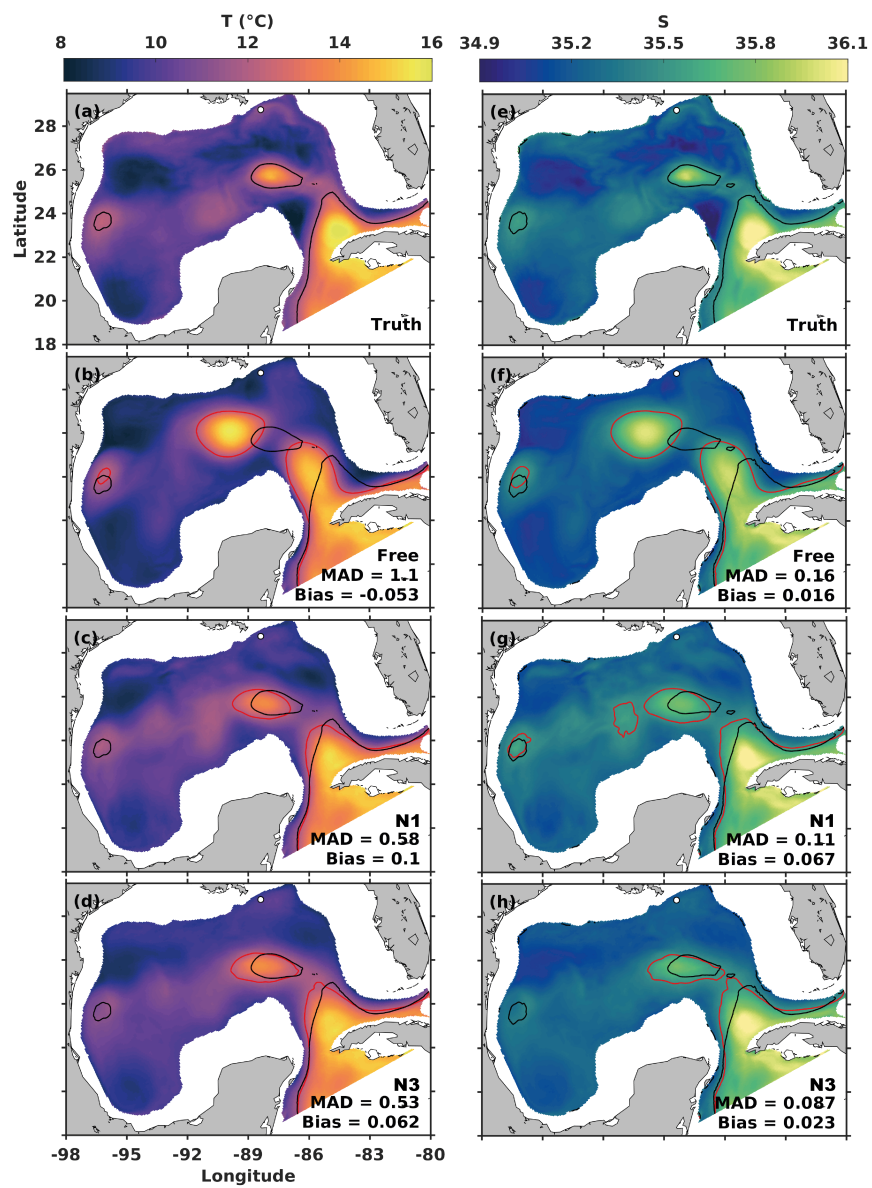 T (°C)
8 10 12 14 16
S
34.9 35.2 35.5 35.8 36.1
(a)
28
26
24
22
20
18
Latitude
Truth
(e)
Truth
(b)
Free
MAD = 1.1
Bias = -0.053
(f)
Free
MAD = 0.16
Bias = 0.016
(c)
N1
MAD = 0.58
Bias = 0.1
(g)
N1
MAD = 0.11
Bias = 0.067
(d)
N3
MAD = 0.53
Bias = 0.062
(h)
N3
MAD = 0.087
Bias = 0.023
-98 -95 -92 -89 -86 -83 -80
Longitude